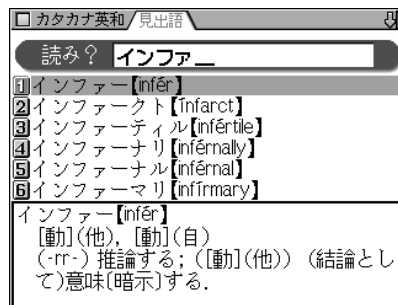 カタカナ英和 見出語
読み? インファ
1 インファー【infér】
2 インファークト【ínfarct】
3 インファーティル【infértile】
4 インファーナリ【inférnally】
5 インファーナル【inférnal】
6 インファーマリ【infírmary】
インファー【infér】
[動](他), [動](自)
(-rr-) 推論する; ([動](他)) (結論とし
て)意味〔暗示〕する.